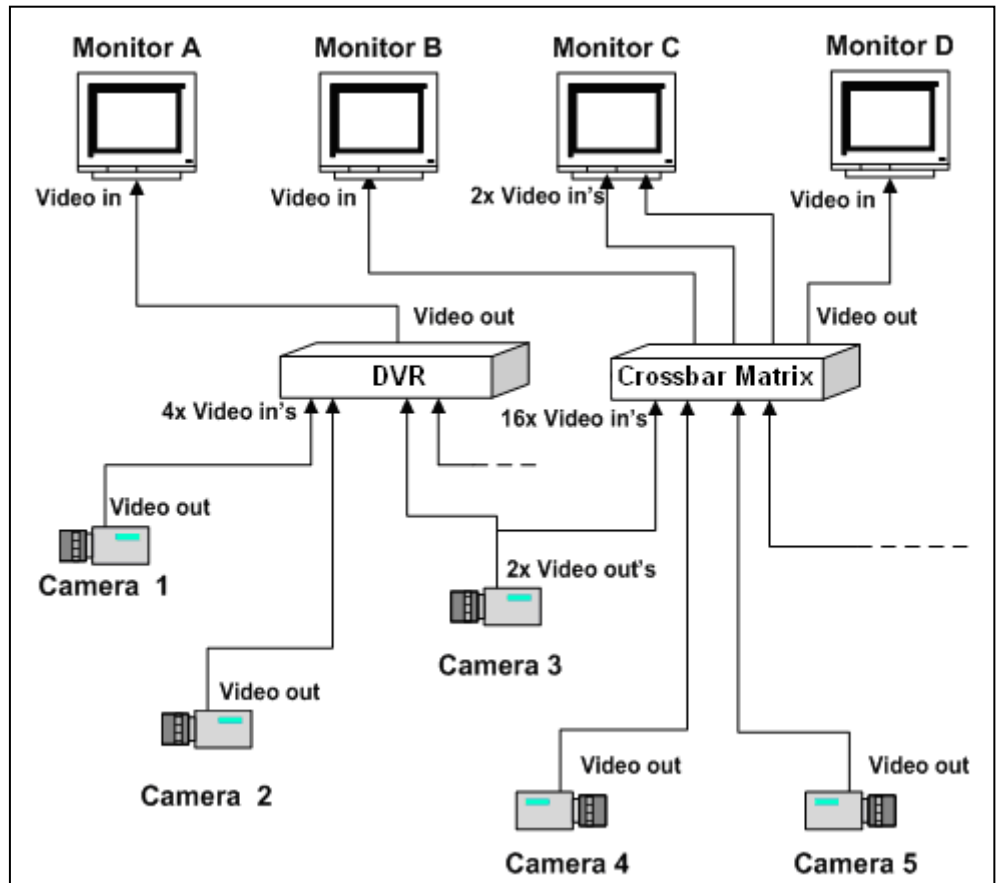 Monitor A
Monitor B
Monitor C
Monitor D
Video in
Video in
2x Video in's
Video in
Video out
Video out
DVR
Crossbar Matrix
4x Video in's
16x Video in's
Video out
Camera 1
2x Video out's
Camera 3
Video out
Camera 2
Video out
Video out
Camera 4
Camera 5